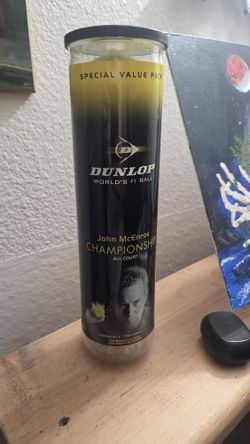 SPECIAL VALUE PACK
D
DUNLOP
WORLD'S #1 BALL
John McEnroe
CHAMPIONSHIP
ALL COURT